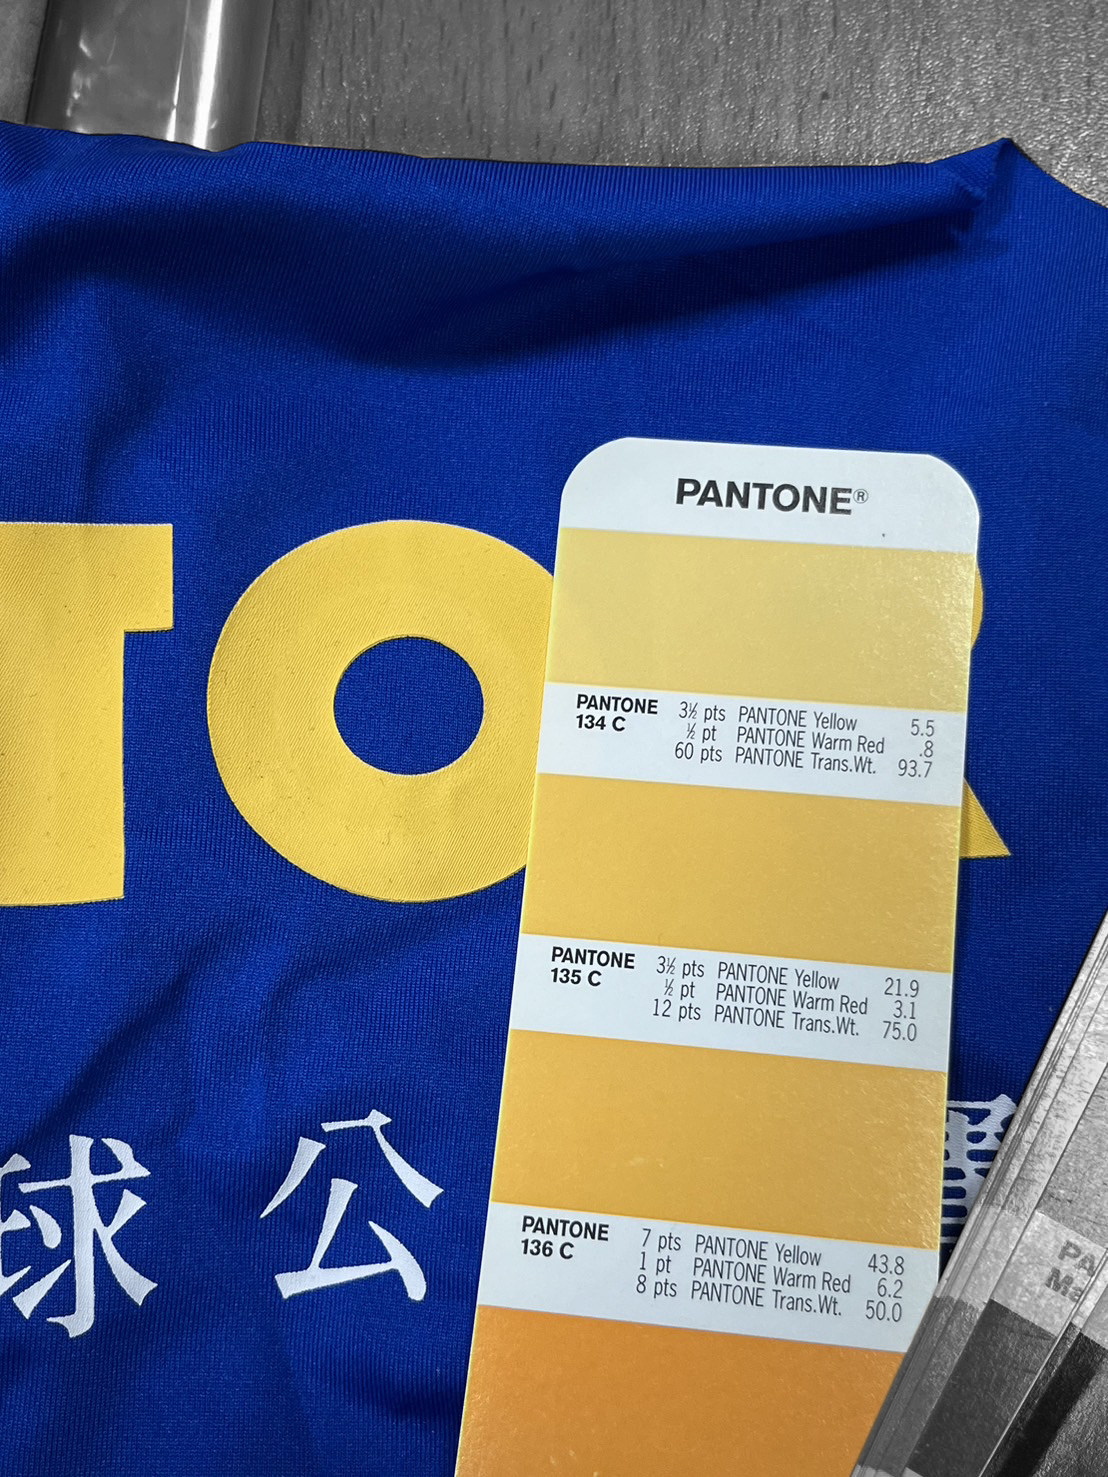 TOR
PANTONE®
PANTONE 134 C
3½ pts PANTONE Yellow 5.5
½ pt PANTONE Warm Red .8
60 pts PANTONE Trans.Wt. 93.7
PANTONE 135 C
3½ pts PANTONE Yellow 21.9
½ pt PANTONE Warm Red 3.1
12 pts PANTONE Trans.Wt. 75.0
PANTONE 136 C
7 pts PANTONE Yellow 43.8
1 pt PANTONE Warm Red 6.2
8 pts PANTONE Trans.Wt. 50.0
球公
PA
Ma